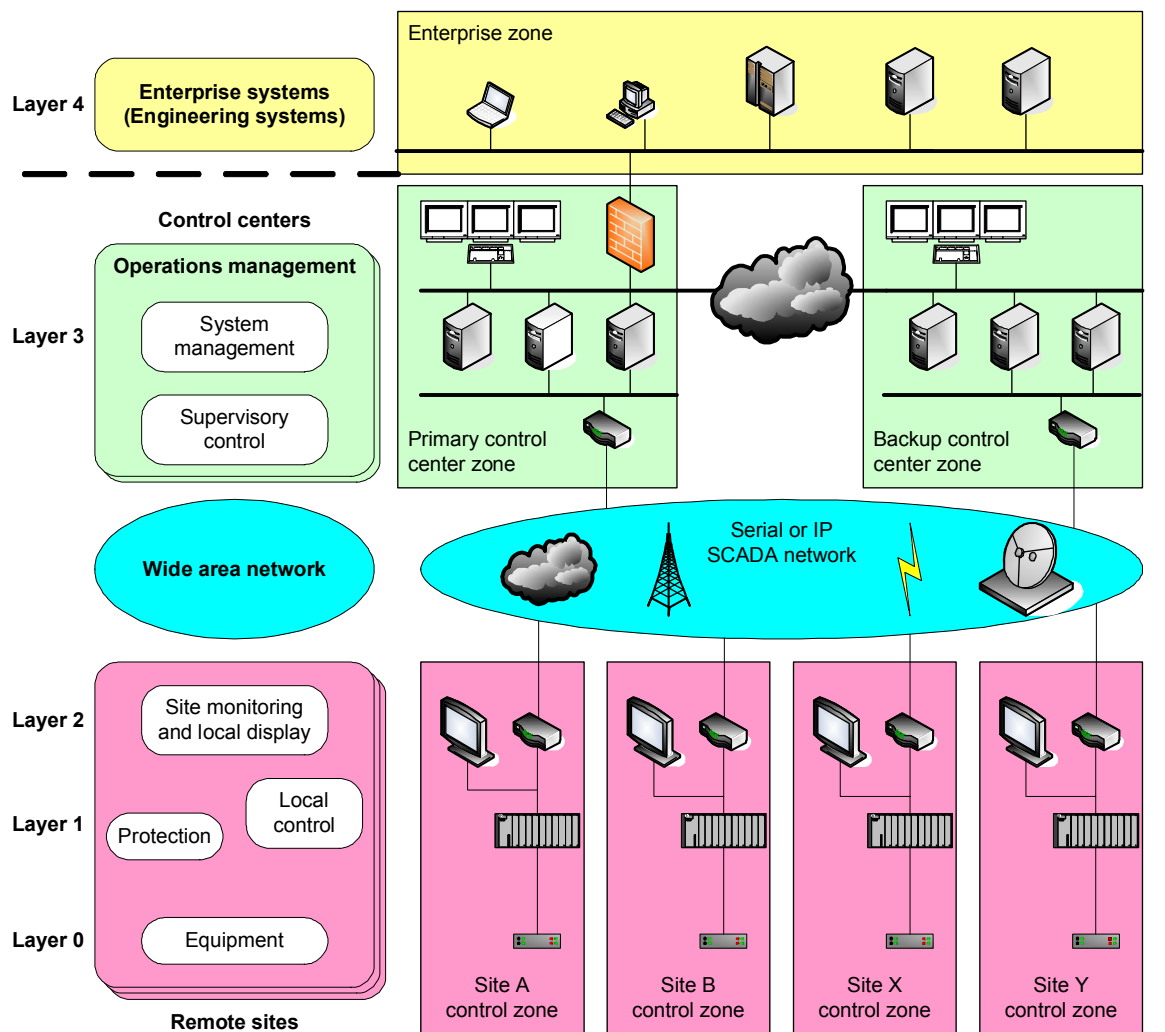 Enterprise zone
Layer 4
Enterprise systems
(Engineering systems)
Control centers
Operations management
Layer 3
System
management
Supervisory
control
Primary control
center zone
Backup control
center zone
Wide area network
Serial or IP
SCADA network
Layer 2
Site monitoring
and local display
Layer 1
Local
control
Protection
Layer 0
Equipment
Site A
control zone
Site B
control zone
Site X
control zone
Site Y
control zone
Remote sites